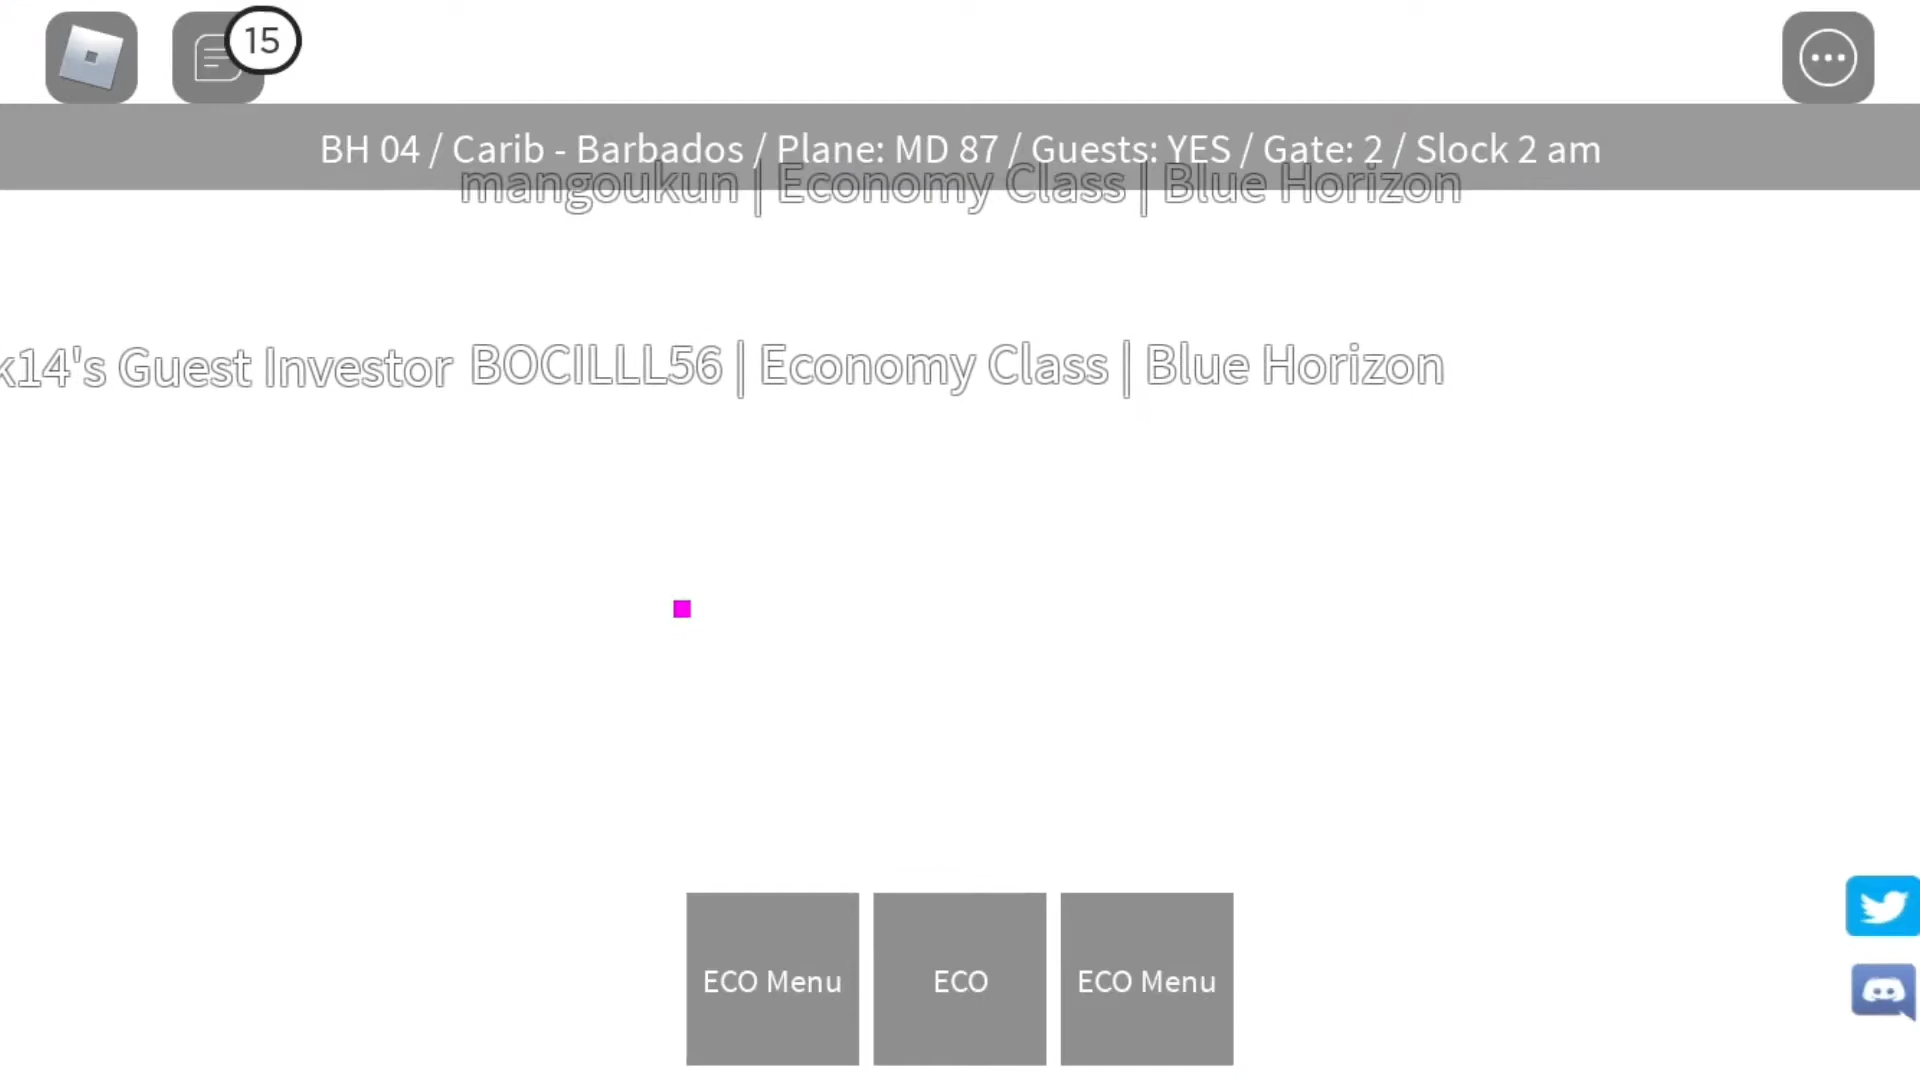 15
BH 04 / Carib - Barbados / Plane: MD 87 / Guests: YES / Gate: 2 / Slock 2 am
mangoukun | Economy Class | Blue Horizon
k14's Guest Investor
BOCILLL56 | Economy Class | Blue Horizon
ECO Menu
ECO
ECO Menu